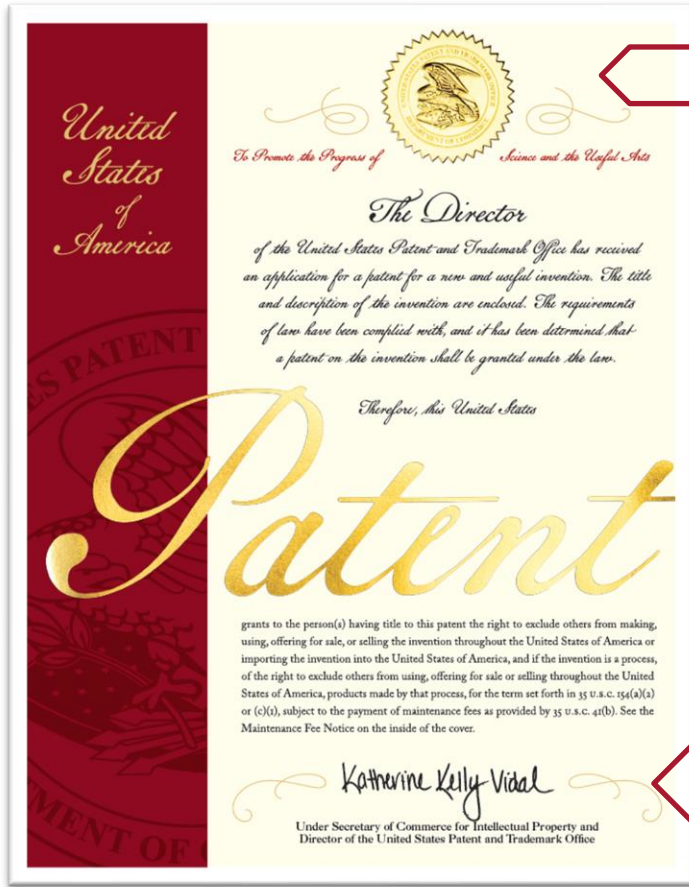 United
States
of
America
To Promote the Progress of
Science and the Useful Arts
The Director
of the United States Patent and Trademark Office has received
an application for a patent for a new and useful invention. The title
and description of the invention are enclosed. The requirements
of law have been complied with, and it has been determined that
a patent on the invention shall be granted under the law.
Therefore, this United States
Patent
grants to the person(s) having title to this patent the right to exclude others from making,
using, offering for sale, or selling the invention throughout the United States of America or
importing the invention into the United States of America, and if the invention is a process,
of the right to exclude others from using, offering for sale or selling throughout the United
States of America, products made by that process, for the term set forth in 35 U.S.C. 154(a)(2)
or (c)(1), subject to the payment of maintenance fees as provided by 35 U.S.C. 41(b). See the
Maintenance Fee Notice on the inside of the cover.
Katherine Kelly Vidal
Under Secretary of Commerce for Intellectual Property and
Director of the United States Patent and Trademark Office
ES PATENT
MENT OF